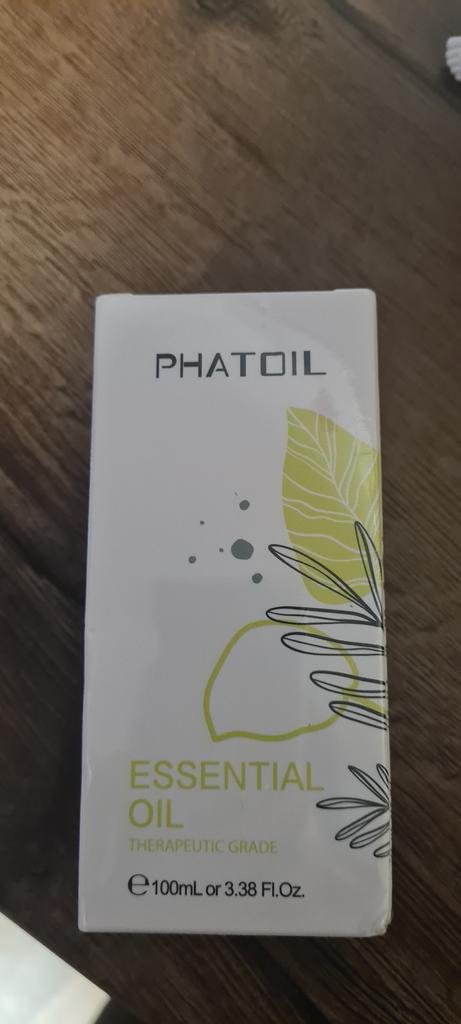 PHATOIL
ESSENTIAL
OIL
THERAPEUTIC GRADE
℮100mL or 3.38 Fl.Oz.